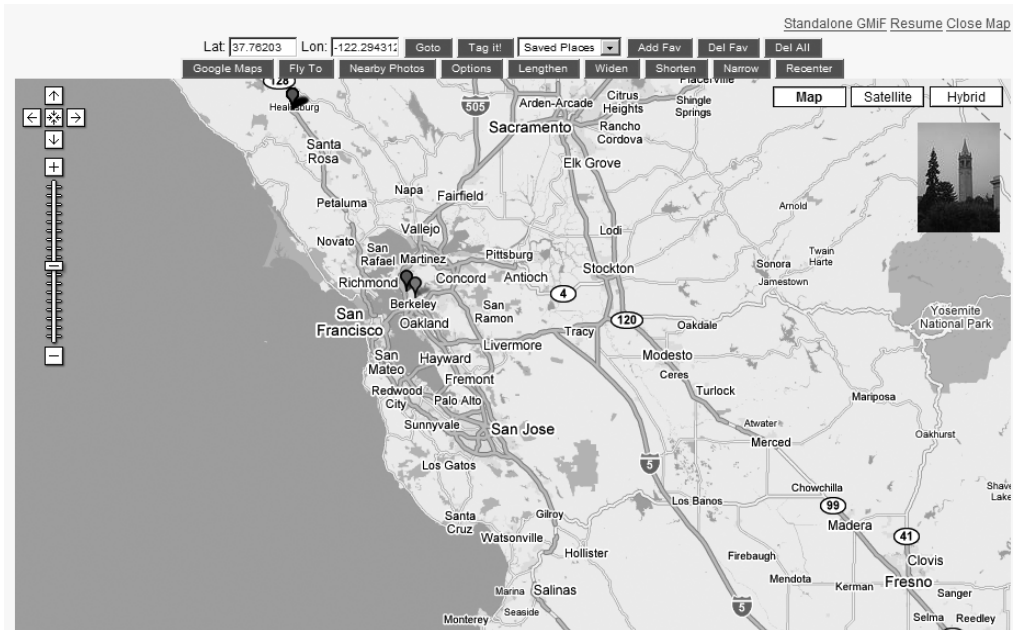 Standalone GMiF Resume Close Map
Lat: 37.76203 Lon: -122.294312 Goto Tag it! Saved Places Add Fav Del Fav Del All
Google Maps Fly To Nearby Photos Options Lengthen Widen Shorten Narrow Recenter
Map Satellite Hybrid
128
Placerville
505
Arden-Arcade
Citrus
Heights
Shingle
Springs
Sacramento
Rancho
Cordova
Santa
Rosa
Elk Grove
Napa
Fairfield
Petaluma
Arnold
Vallejo
Lodi
Novato
San
Rafael
Martinez
Pittsburg
Twain
Harte
Stockton
Sonora
Richmond
Concord
Antioch
Jamestown
4
Berkeley
San
Ramon
Yosemite
National Park
San
Francisco
Oakland
120
Oakdale
Tracy
Livermore
San
Mateo
Hayward
Modesto
Fremont
Ceres
Redwood
City
Palo Alto
Turlock
Mariposa
Sunnyvale
San Jose
Atwater
Merced
Oakhurst
Los Gatos
5
Chowchilla
Los Banos
99
Santa
Cruz
Gilroy
Madera
Watsonville
41
Hollister
Firebaugh
Clovis
Mendota
Kerman
Fresno
Marina
Salinas
Sanger
Seaside
5
Monterey
Selma
Reedley